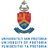 UNIVERSITEIT VAN PRETORIA
UNIVERSITY OF PRETORIA
YUNIBESITHI YA PRETORIA